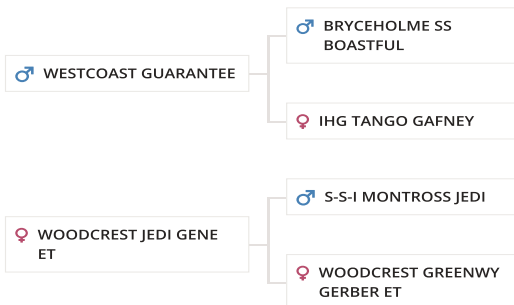 BRYCEHOLME SS
BOASTFUL
WESTCOAST GUARANTEE
IHG TANGO GAFNEY
S-S-I MONTROSS JEDI
WOODCREST JEDI GENE
ET
WOODCREST GREENWY
GERBER ET